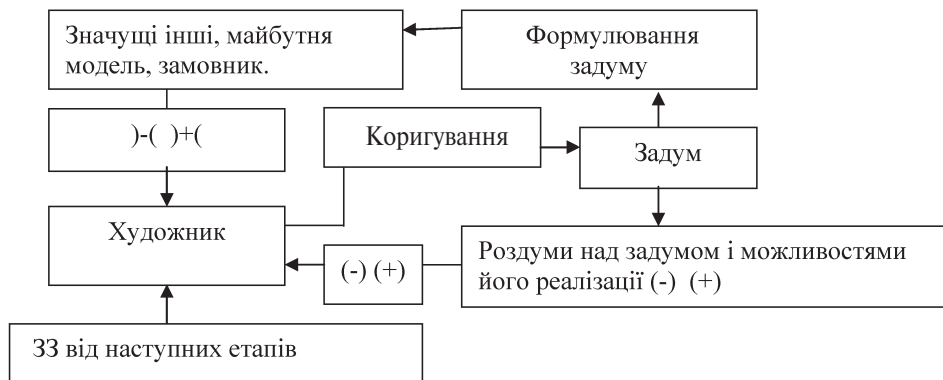 Значущі інші, майбутня
модель, замовник.
Формулювання
задуму
)-( )+(
Коригування
Задум
Художник
(-) (+)
Роздуми над задумом і можливостями
його реалізації (-) (+)
ЗЗ від наступних етапів